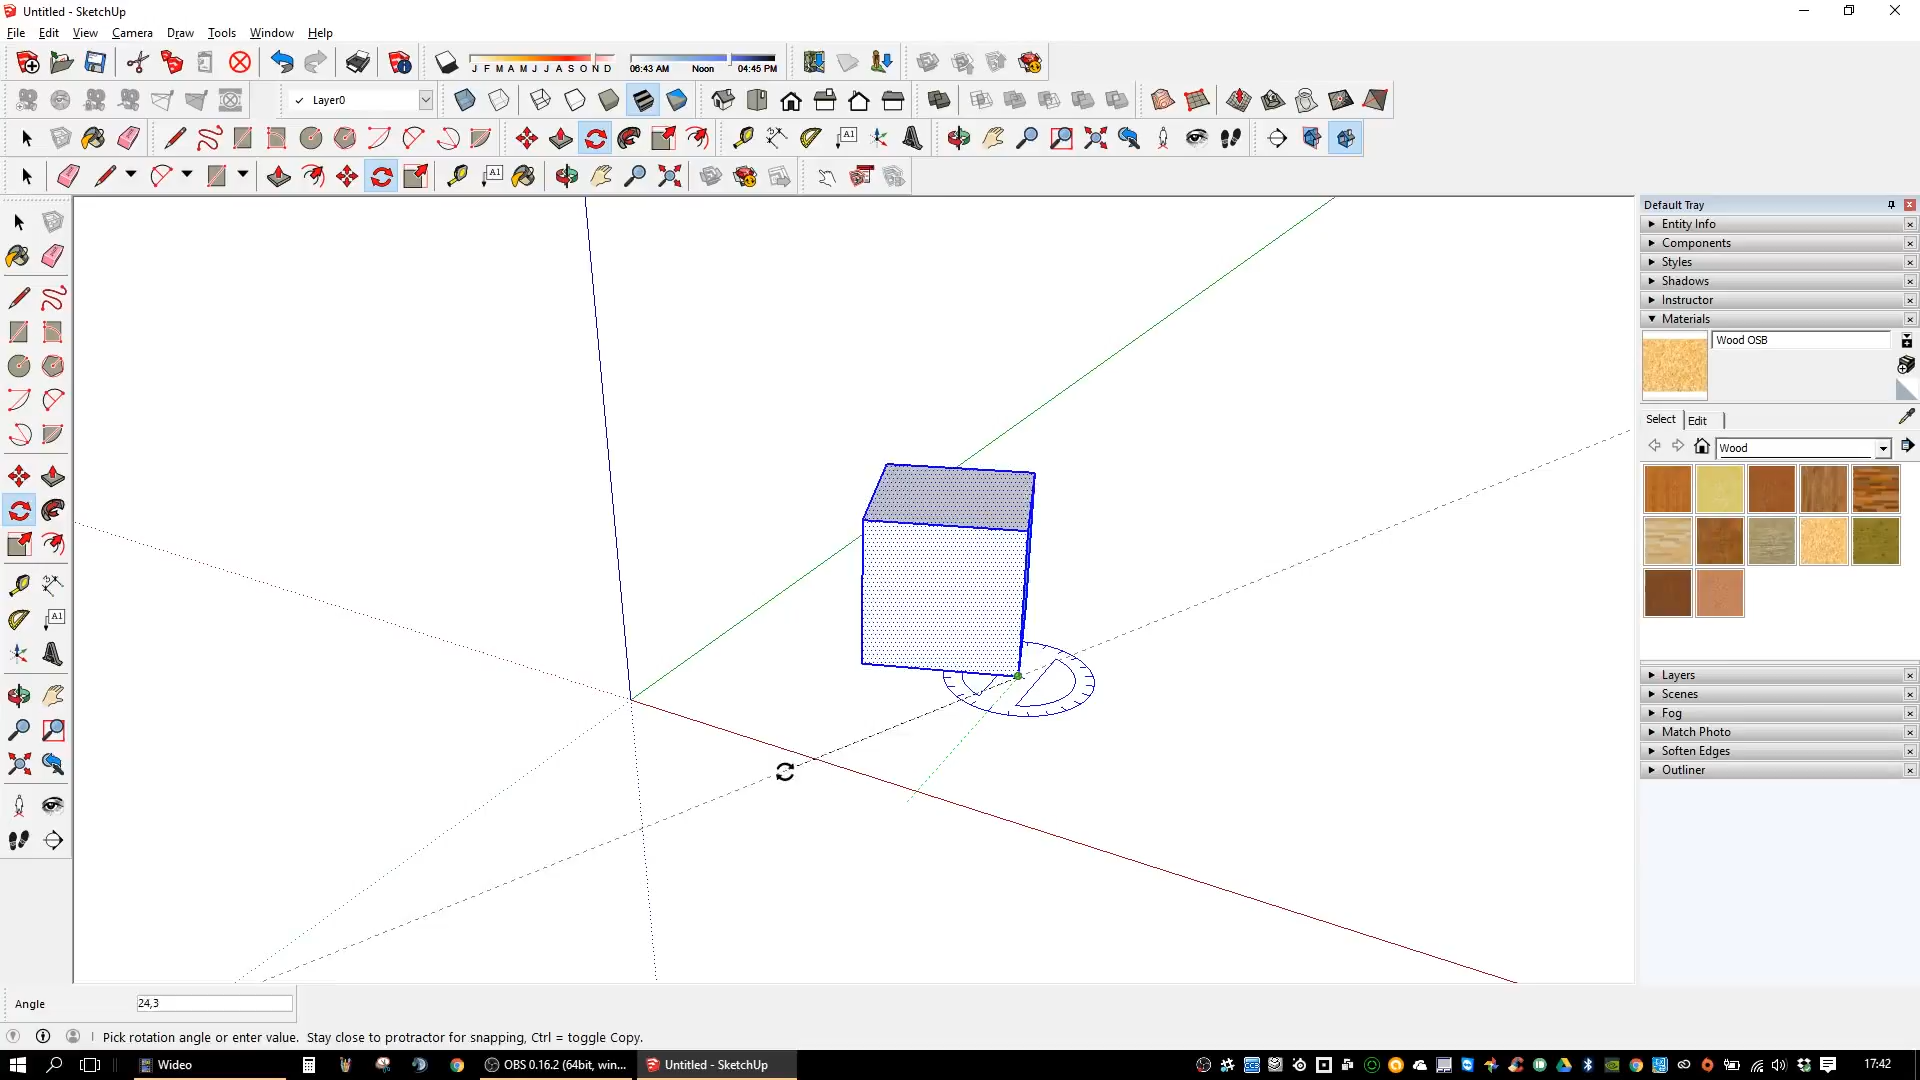 Untitled - SketchUp
File Edit View Camera Draw Tools Window Help
J F M A M J J A S O N D 06:43 AM Noon 04:45 PM
Layer0
A1
A1
Default Tray
Entity Info
Components
Styles
Shadows
Instructor
Materials
Wood OSB
Select Edit
Wood
A1
Layers
Scenes
Fog
Match Photo
Soften Edges
Outliner
Angle 24,3
Pick rotation angle or enter value. Stay close to protractor for snapping, Ctrl = toggle Copy.
Wideo OBS 0.16.2 (64bit, win... Untitled - SketchUp 17:42